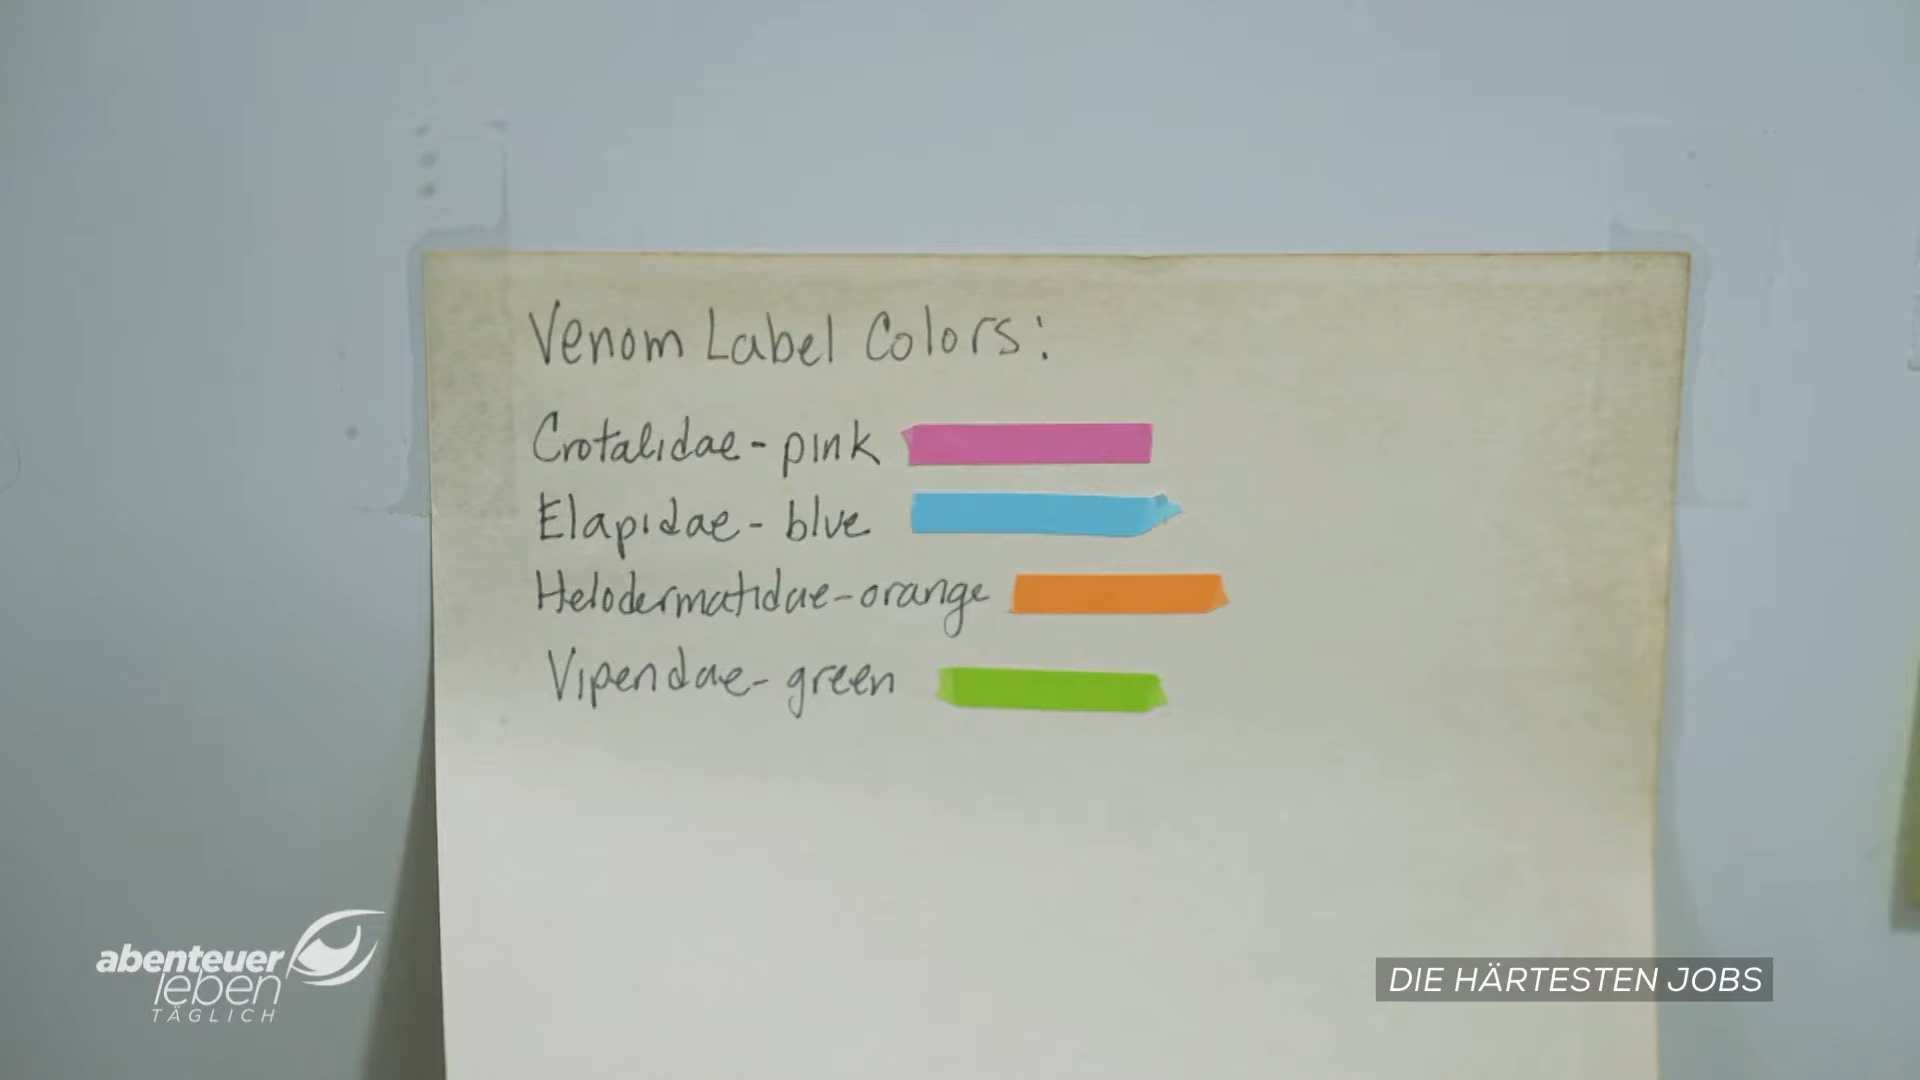 Venom Label Colors:
Crotalidae - pink
Elapidae - blue
Helodermatidae - orange
Viperidae - green
abenteuer
leben
TÄGLICH
DIE HÄRTESTEN JOBS